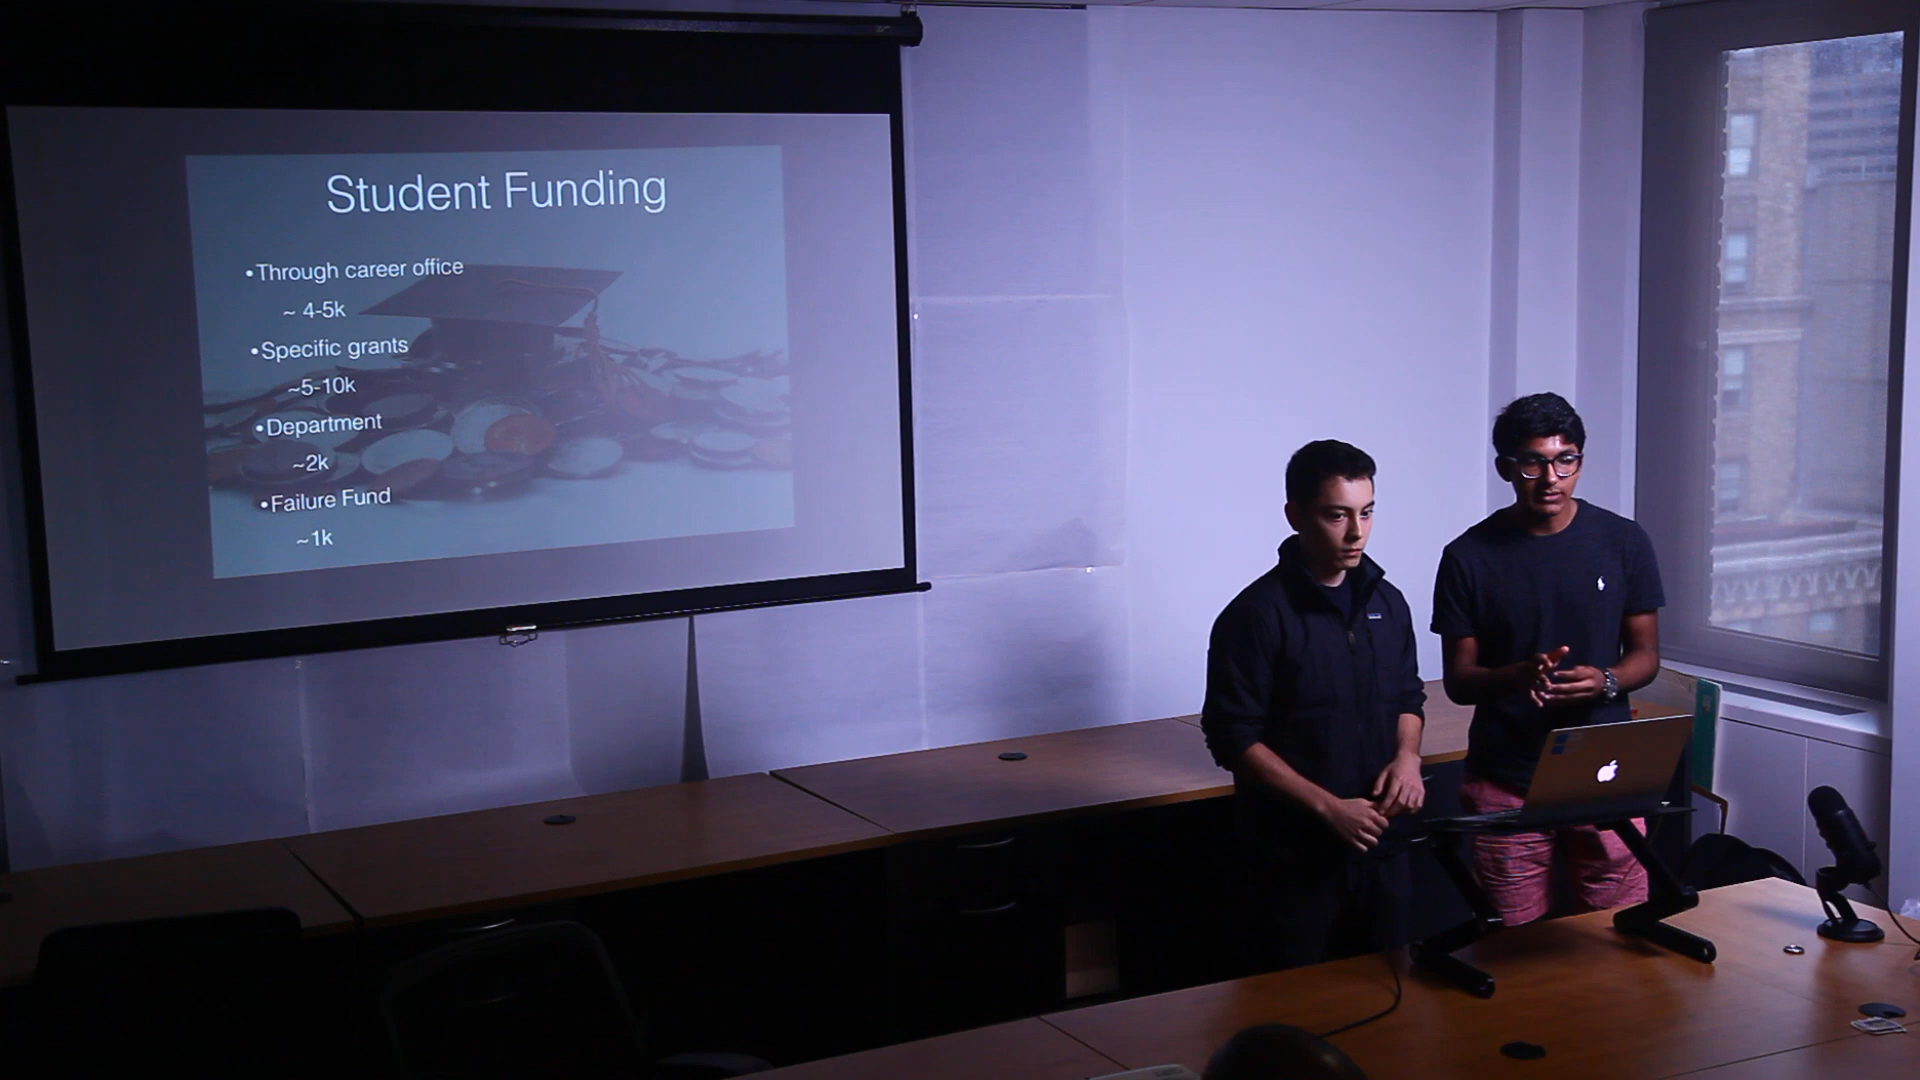 Student Funding
•Through career office
~ 4-5k
•Specific grants
~5-10k
•Department
~2k
•Failure Fund
~1k